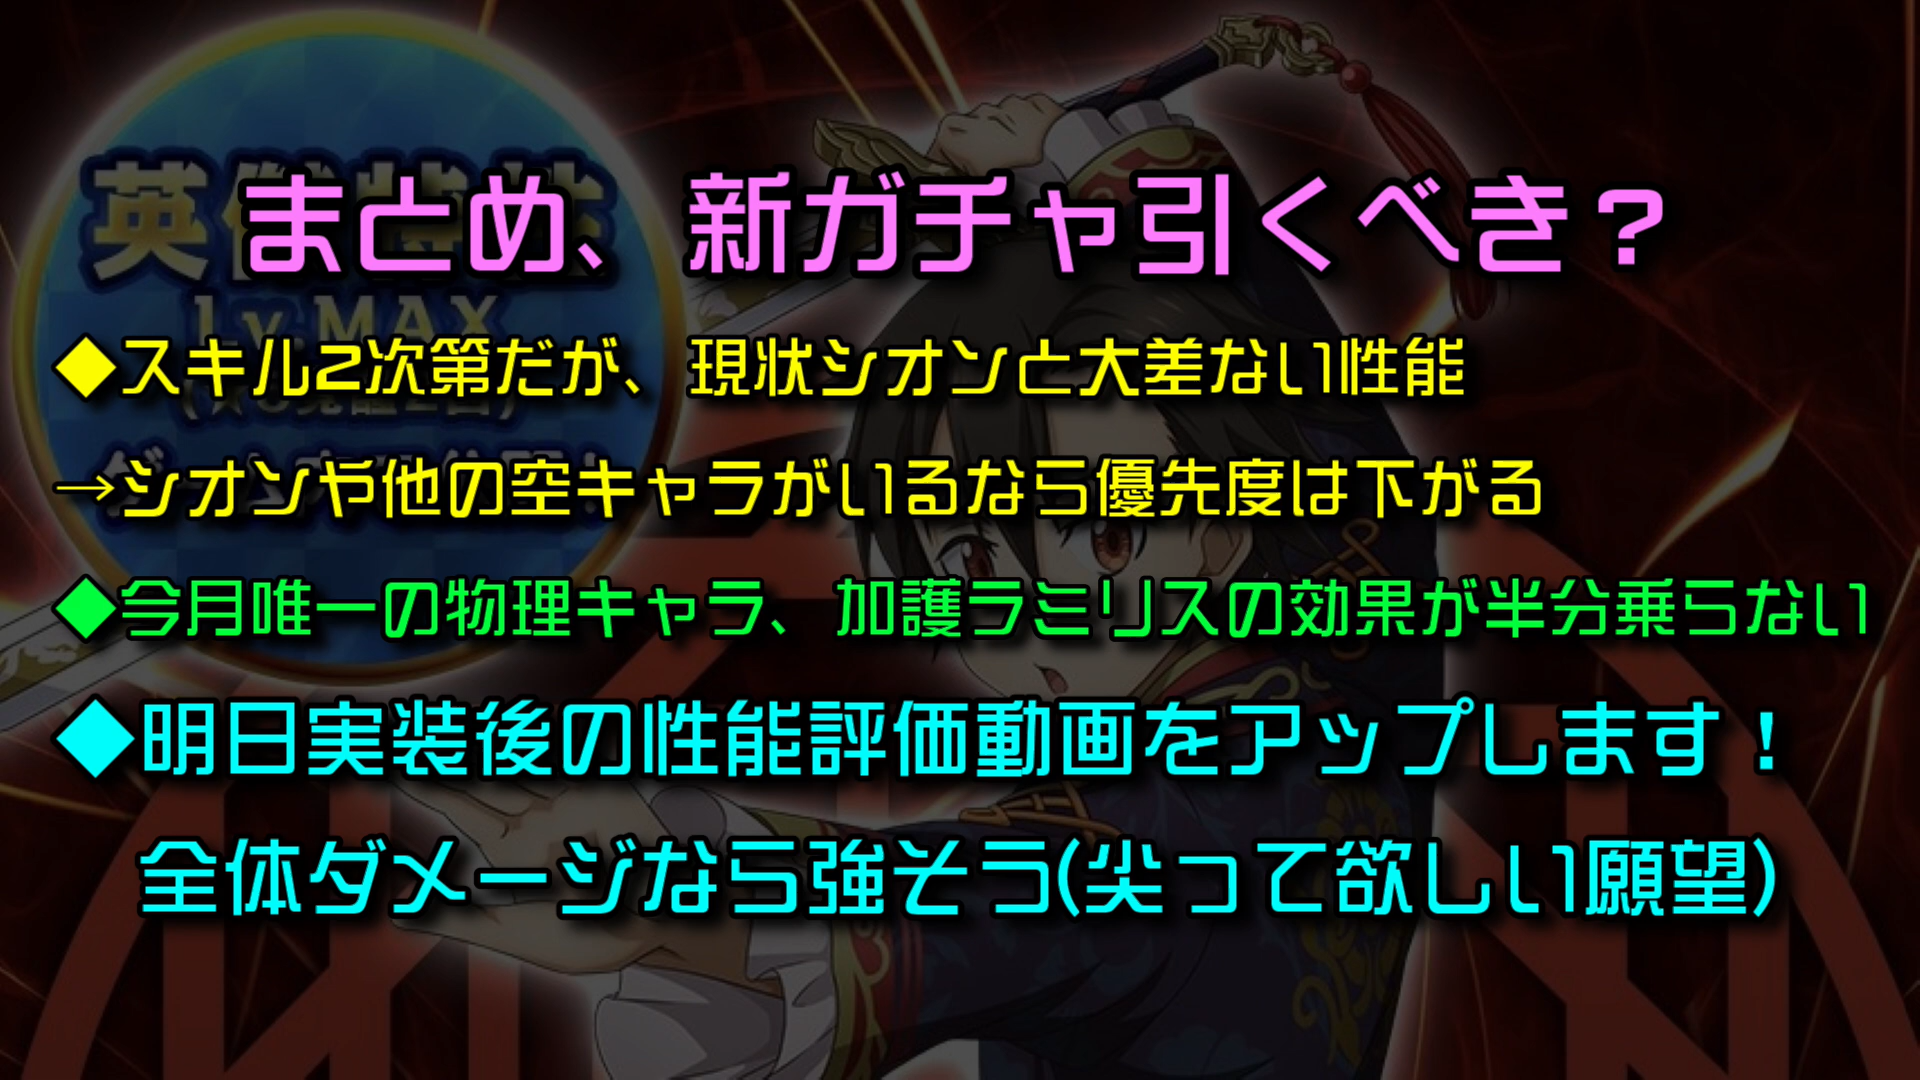 まとめ、新ガチャ引くべき？
Lv.MAX
◆スキル2次第だが、現状シオンと大差ない性能
→シオンや他の空キャラがいるなら優先度は下がる
◆今月唯一の物理キャラ、加護ラミリスの効果が半分乗らない
◆明日実装後の性能評価動画をアップします！
全体ダメージなら強そう(尖って欲しい願望)